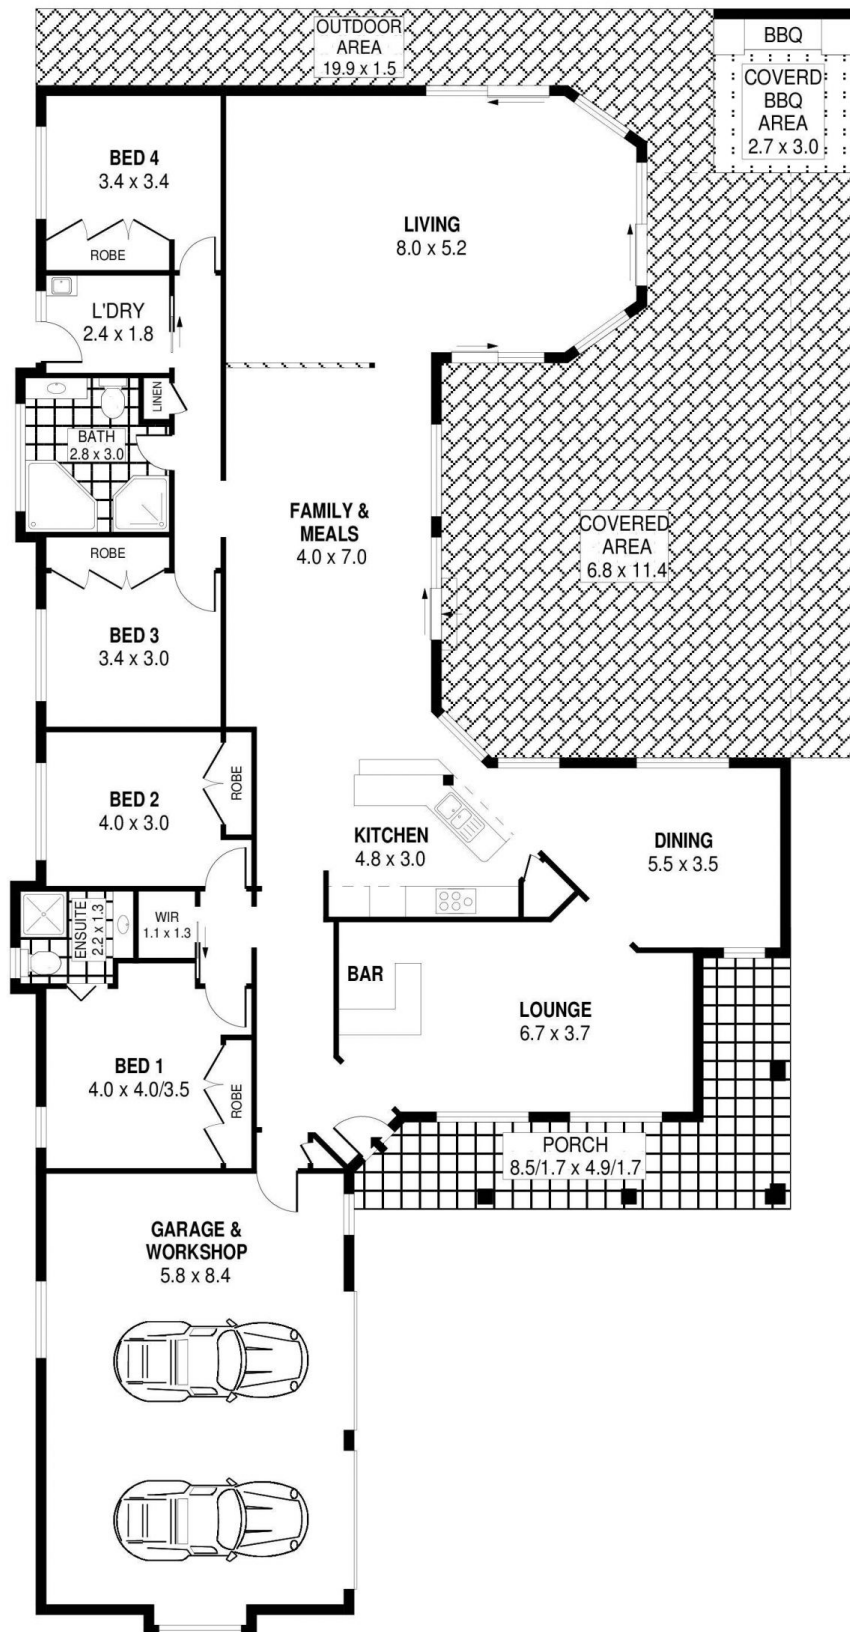 OUTDOOR
AREA
19.9 x 1.5
BBQ
COVERD
BBQ
AREA
2.7 x 3.0
BED 4
3.4 x 3.4
ROBE
LIVING
8.0 x 5.2
L'DRY
2.4 x 1.8
LINEN
BATH
2.8 x 3.0
FAMILY &
MEALS
4.0 x 7.0
COVERED
AREA
6.8 x 11.4
ROBE
BED 3
3.4 x 3.0
BED 2
4.0 x 3.0
ROBE
KITCHEN
4.8 x 3.0
DINING
5.5 x 3.5
ENSUITE
2.2 x 1.3
WIR
1.1 x 1.3
BAR
LOUNGE
6.7 x 3.7
BED 1
4.0 x 4.0/3.5
ROBE
PORCH
8.5/1.7 x 4.9/1.7
GARAGE &
WORKSHOP
5.8 x 8.4